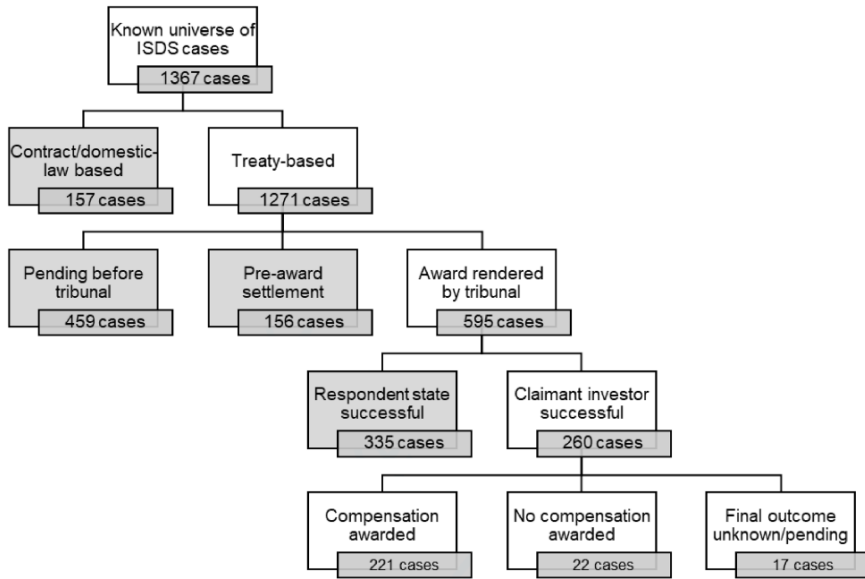 Known universe of
ISDS cases
1367 cases
Contract/domestic-
law based
157 cases
Treaty-based
1271 cases
Pending before
tribunal
459 cases
Pre-award
settlement
156 cases
Award rendered
by tribunal
595 cases
Respondent state
successful
335 cases
Claimant investor
successful
260 cases
Compensation
awarded
221 cases
No compensation
awarded
22 cases
Final outcome
unknown/pending
17 cases